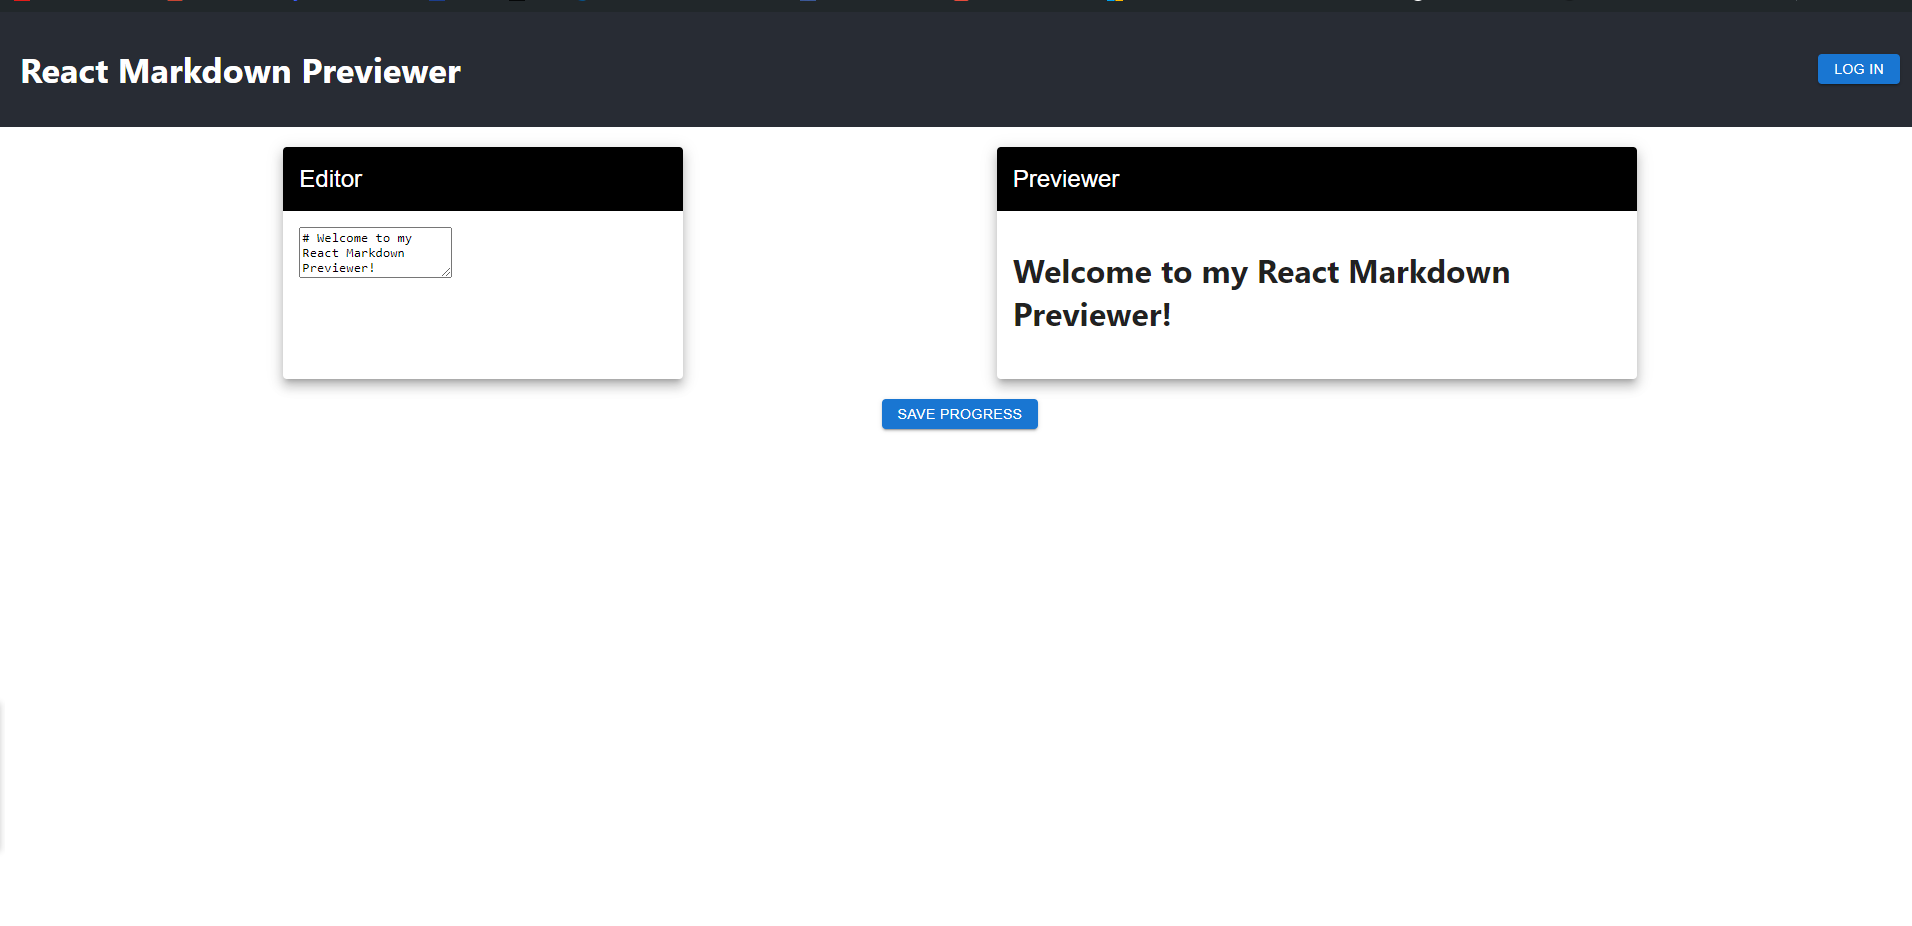 React Markdown Previewer
LOG IN
Editor
# Welcome to my
React Markdown
Previewer!
Previewer
Welcome to my React Markdown
Previewer!
SAVE PROGRESS